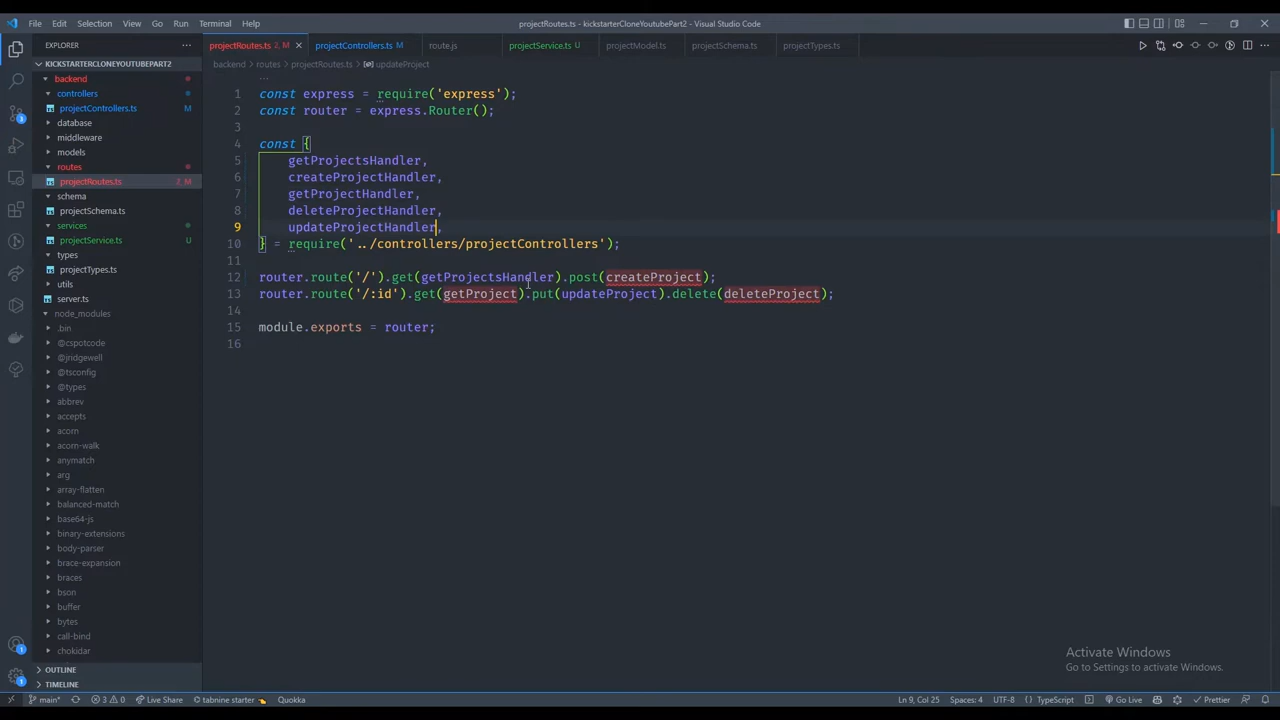 File Edit Selection View Go Run Terminal Help
projectRoutes.ts - kickstarterCloneYoutubePart2 - Visual Studio Code
EXPLORER
KICKSTARTERCLONEYOUTUBEPART2
backend
controllers
projectControllers.ts M
database
middleware
models
routes
projectRoutes.ts 2, M
schema
projectSchema.ts
services
projectService.ts U
types
projectTypes.ts
utils
server.ts
node_modules
.bin
@cspotcode
@jridgewell
@tsconfig
@types
abbrev
accepts
acorn
acorn-walk
anymatch
arg
array-flatten
balanced-match
base64-js
binary-extensions
body-parser
brace-expansion
braces
bson
buffer
bytes
call-bind
chokidar
OUTLINE
TIMELINE
projectRoutes.ts 2, M projectControllers.ts M route.js projectService.ts U projectModel.ts projectSchema.ts projectTypes.ts
backend > routes > projectRoutes.ts > updateProject
1 const express = require('express');
2 const router = express.Router();
3
4 const {
5 getProjectsHandler,
6 createProjectHandler,
7 getProjectHandler,
8 deleteProjectHandler,
9 updateProjectHandler,
10 } = require('../controllers/projectControllers');
11
12 router.route('/').get(getProjectsHandler).post(createProject);
13 router.route('/:id').get(getProject).put(updateProject).delete(deleteProject);
14
15 module.exports = router;
16
Activate Windows
Go to Settings to activate Windows.
3
1
1
main* 3 0 Live Share tabnine starter Quokka Ln 9, Col 25 Spaces: 4 UTF-8 {} TypeScript Go Live Prettier